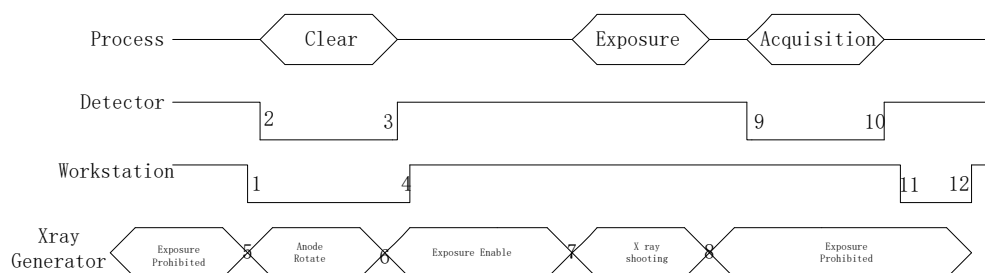 Process
Clear
Exposure
Acquisition
Detector
2
3
9
10
Workstation
1
4
11
12
Xray
Generator
Exposure
Prohibited
5
Anode
Rotate
6
Exposure Enable
7
X ray
shooting
8
Exposure
Prohibited